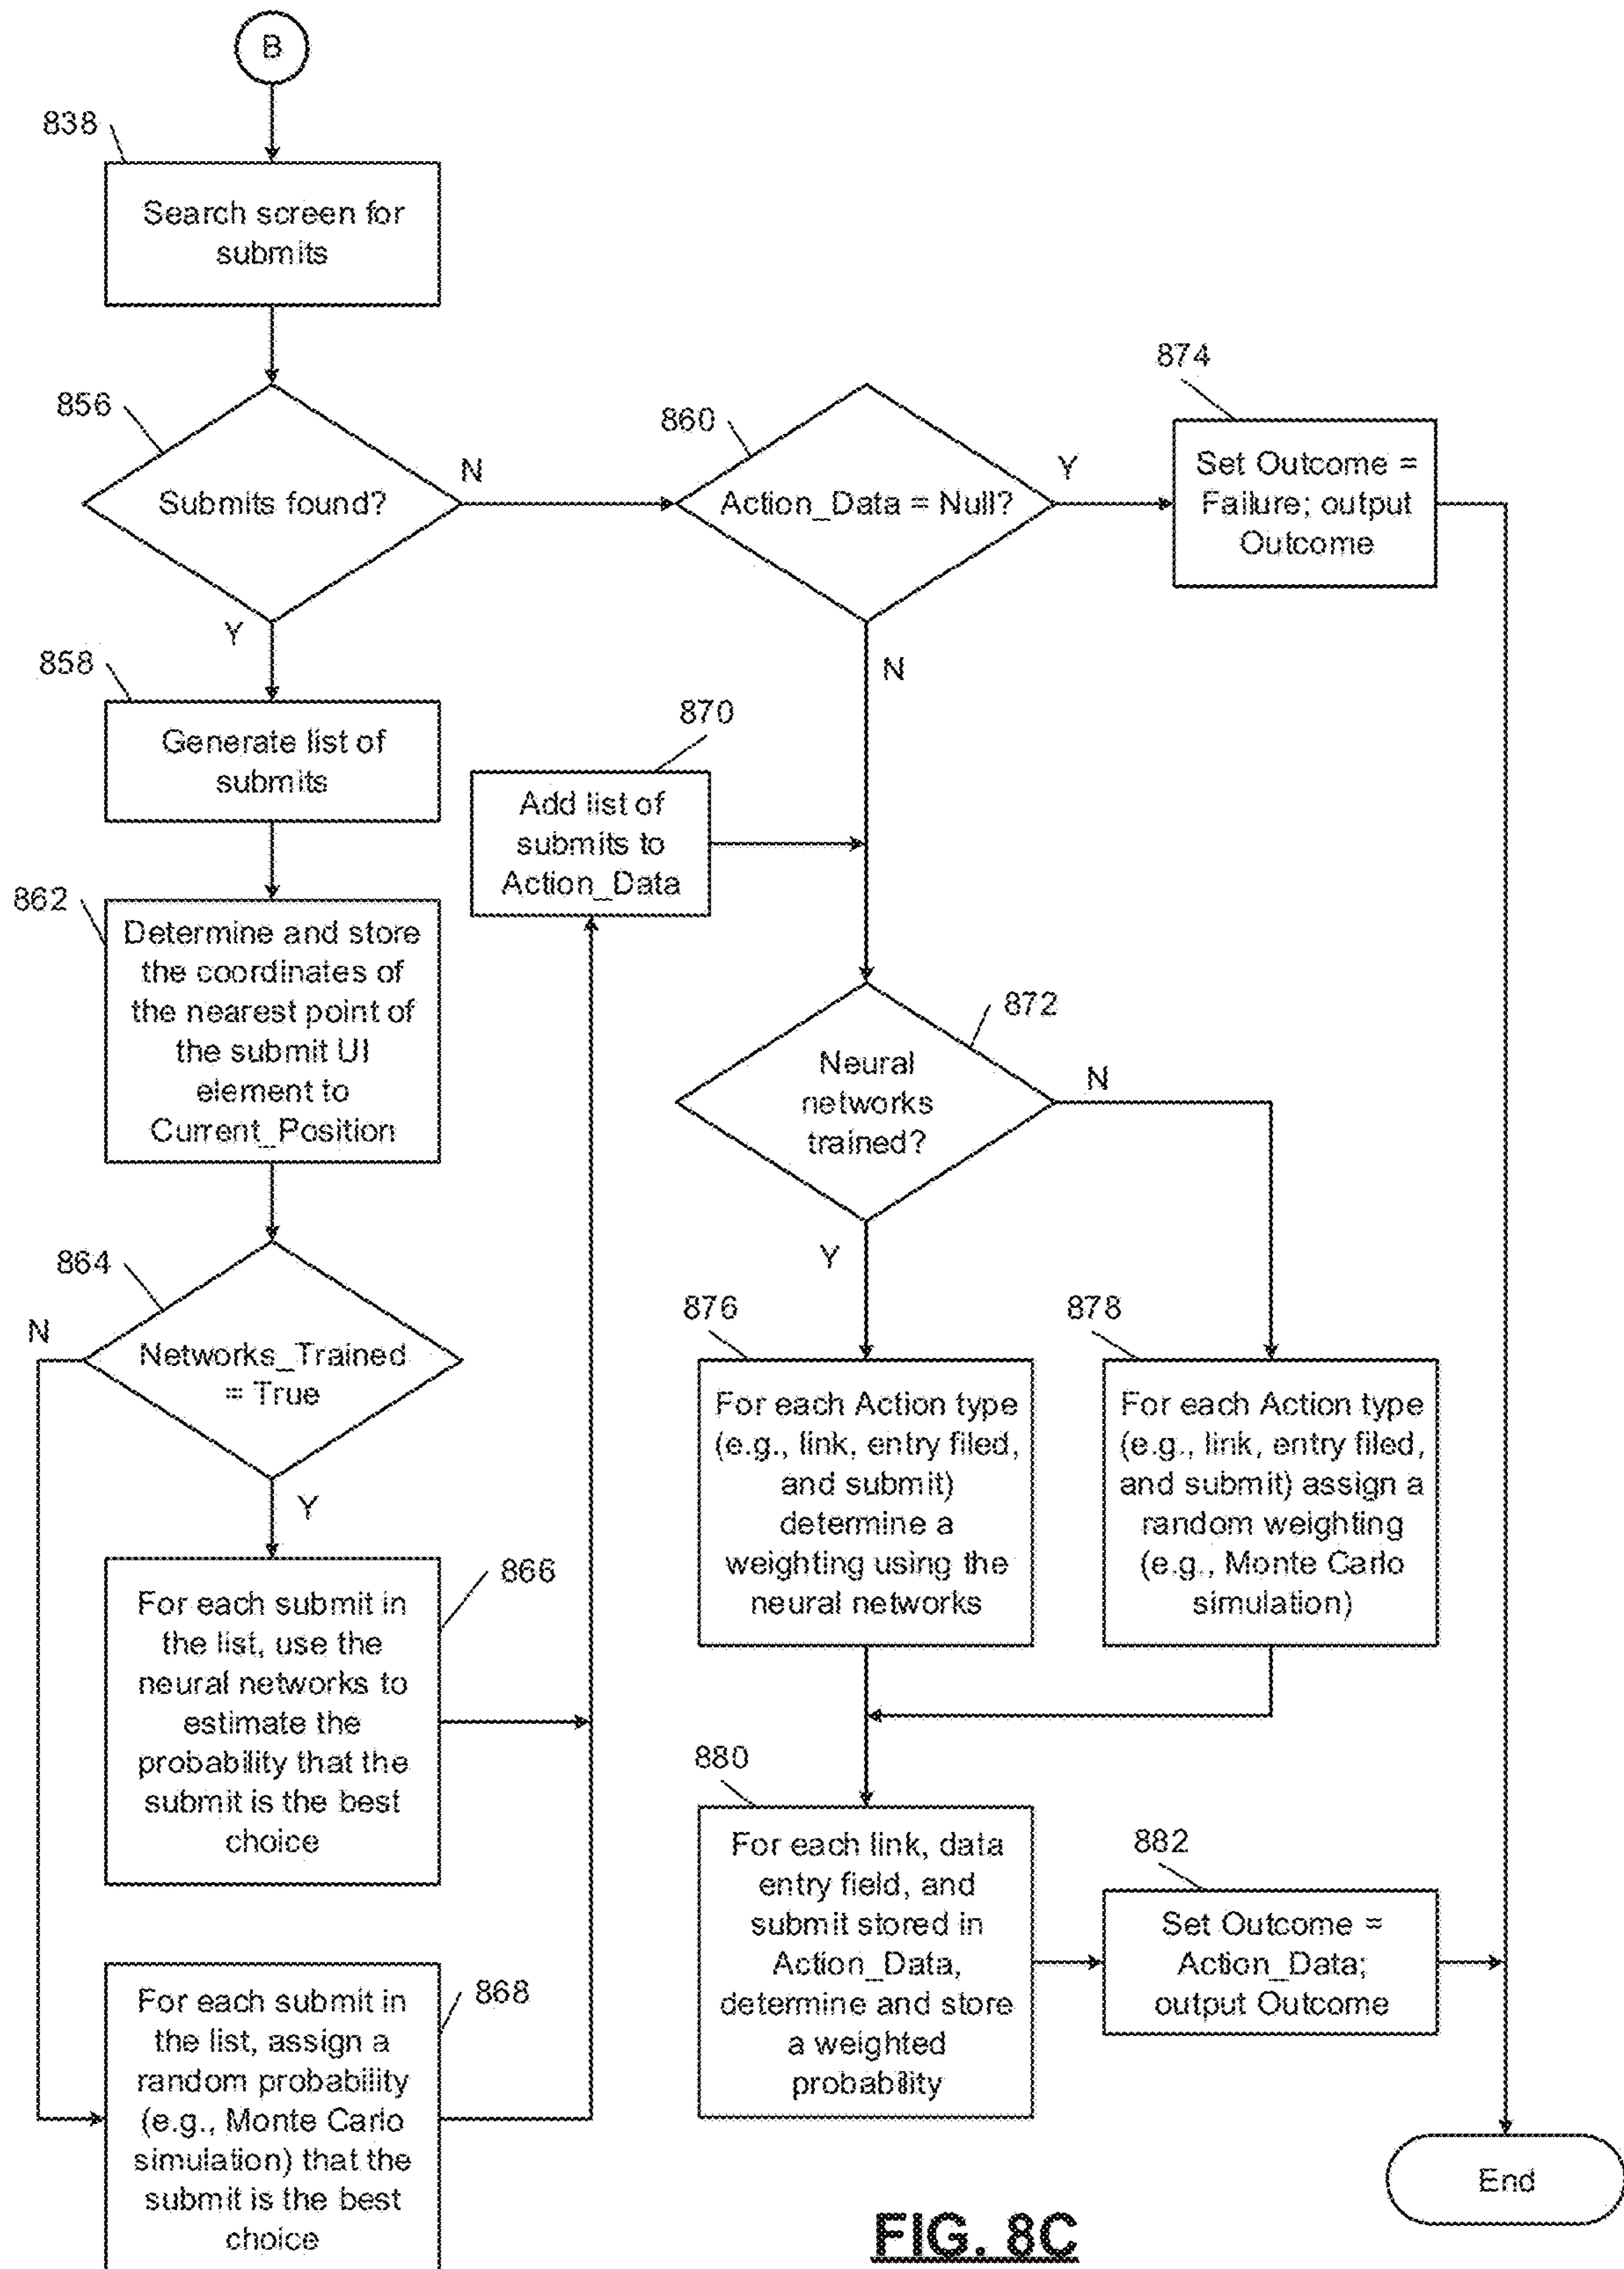 B
838
Search screen for
submits
856
Submits found?
N
Y
860
Action_Data = Null?
Y
N
874
Set Outcome =
Failure; output
Outcome
858
Generate list of
submits
870
Add list of
submits to
Action_Data
862
Determine and store
the coordinates of
the nearest point of
the submit UI
element to
Current_Position
872
Neural
networks
trained?
N
Y
864
Networks_Trained
= True
N
Y
876
For each Action type
(e.g., link, entry filed,
and submit)
determine a
weighting using the
neural networks
878
For each Action type
(e.g., link, entry filed,
and submit) assign a
random weighting
(e.g., Monte Carlo
simulation)
866
For each submit in
the list, use the
neural networks to
estimate the
probability that the
submit is the best
choice
880
For each link, data
entry field, and
submit stored in
Action_Data,
determine and store
a weighted
probability
882
Set Outcome =
Action_Data;
output Outcome
868
For each submit in
the list, assign a
random probability
(e.g., Monte Carlo
simulation) that the
submit is the best
choice
End
FIG. 8C